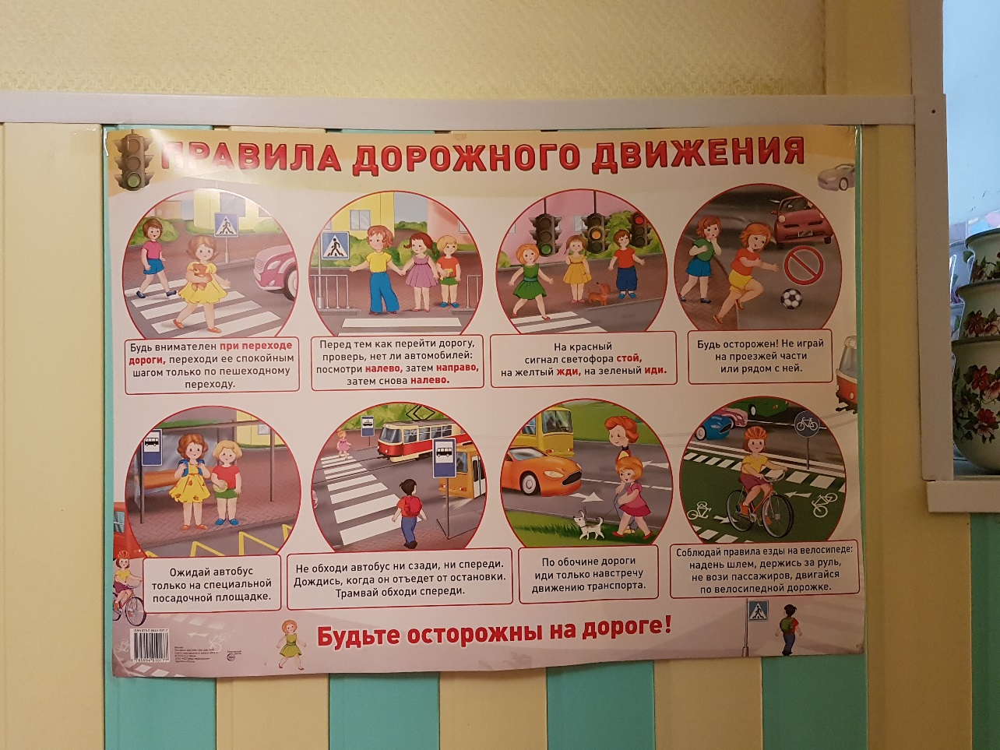 ПРАВИЛА ДОРОЖНОГО ДВИЖЕНИЯ
Будь внимателен при переходе
дороги, переходи ее спокойным
шагом только по пешеходному
переходу.
Перед тем как перейти дорогу,
проверь, нет ли автомобилей:
посмотри налево, затем направо,
затем снова налево.
На красный
сигнал светофора стой,
на желтый жди, на зеленый иди.
Будь осторожен! Не играй
на проезжей части
или рядом с ней.
Ожидай автобус
только на специальной
посадочной площадке.
Не обходи автобус ни сзади, ни спереди.
Дождись, когда он отъедет от остановки.
Трамвай обходи спереди.
По обочине дороги
иди только навстречу
движению транспорта.
Соблюдай правила езды на велосипеде:
надень шлем, держись за руль,
не вози пассажиров, двигайся
по велосипедной дорожке.
Будьте осторожны на дороге!